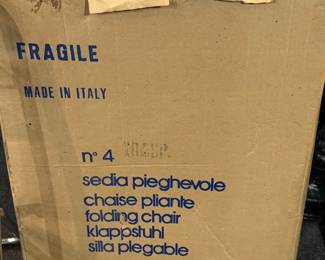 FRAGILE
MADE IN ITALY
n° 4
sedia pieghevole
chaise pliante
folding chair
klappstuhl
silla plegable